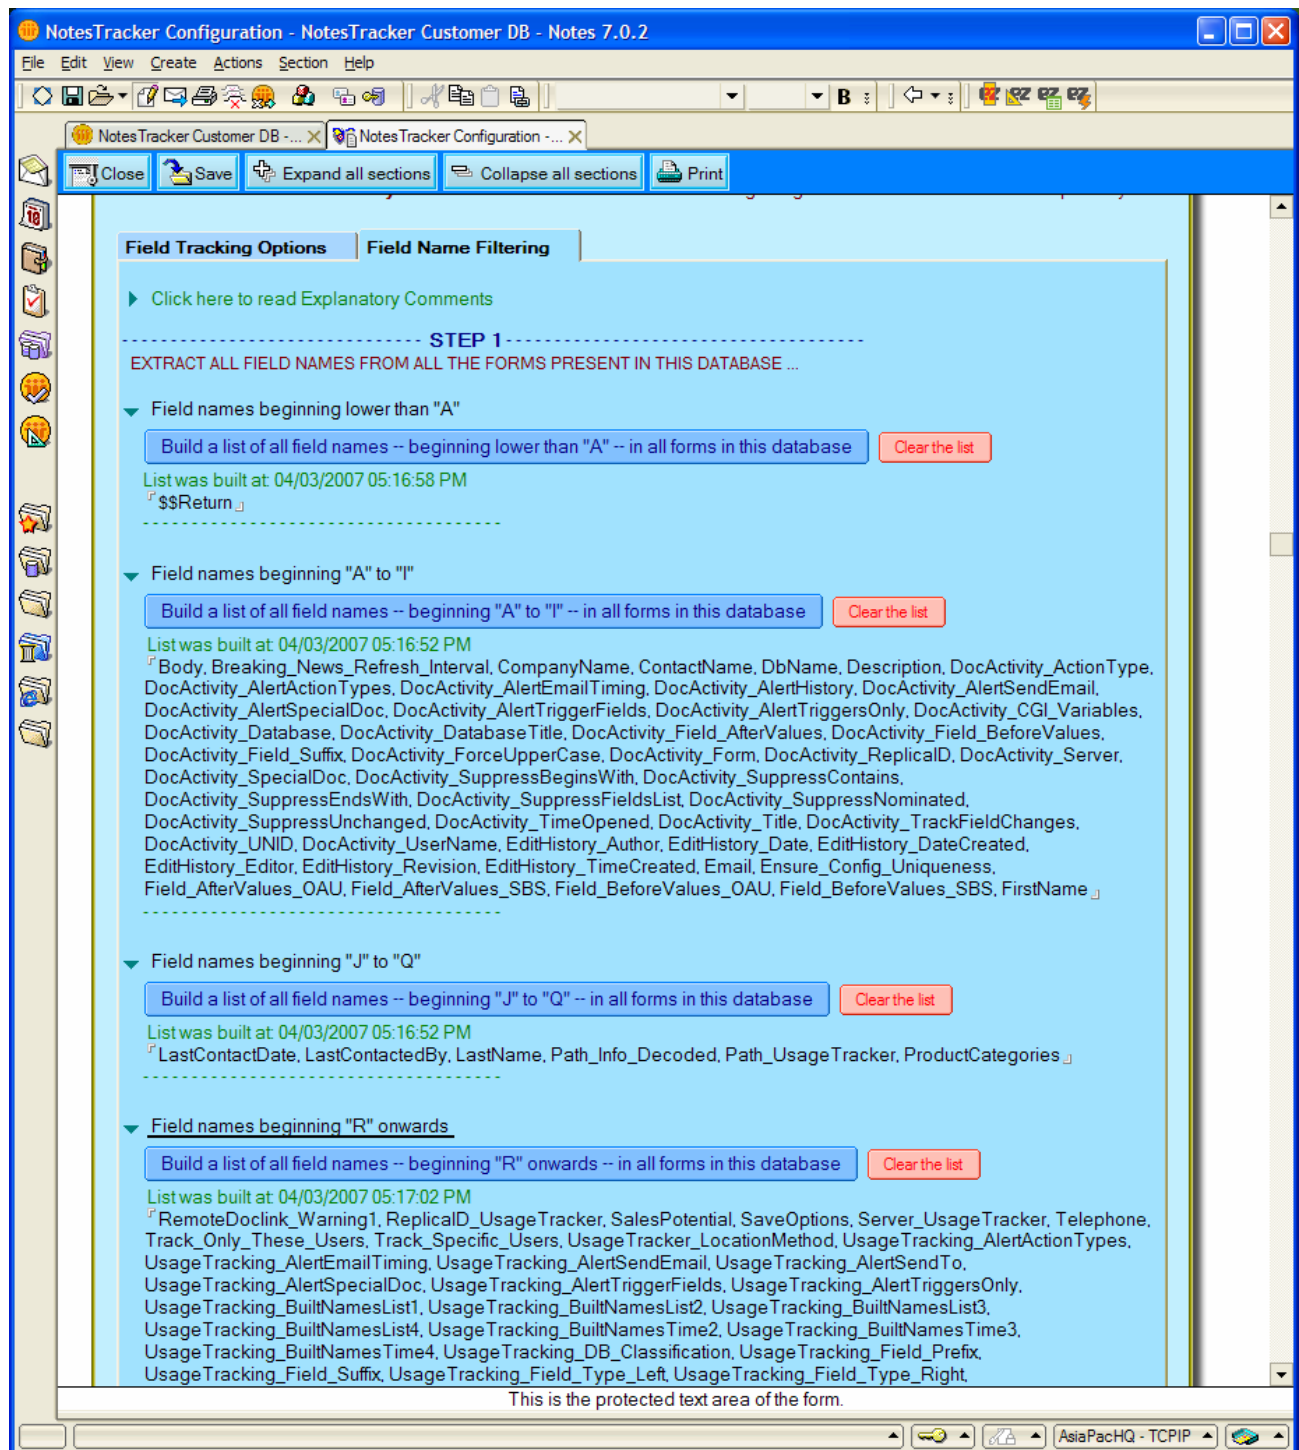 NotesTracker Configuration - NotesTracker Customer DB - Notes 7.0.2
File Edit View Create Actions Section Help
B
NotesTracker Customer DB -... NotesTracker Configuration -...
Close Save Expand all sections Collapse all sections Print
Field Tracking Options Field Name Filtering
Click here to read Explanatory Comments
------------------------------- STEP 1-------------------------------------
EXTRACT ALL FIELD NAMES FROM ALL THE FORMS PRESENT IN THIS DATABASE ...
Field names beginning lower than "A"
Build a list of all field names -- beginning lower than "A" -- in all forms in this database Clear the list
List was built at: 04/03/2007 05:16:58 PM
$$Return
-------------------------------------
Field names beginning "A" to "I"
Build a list of all field names -- beginning "A" to "I" -- in all forms in this database Clear the list
List was built at: 04/03/2007 05:16:52 PM
Body, Breaking_News_Refresh_Interval, CompanyName, ContactName, DbName, Description, DocActivity_ActionType,
DocActivity_AlertActionTypes, DocActivity_AlertEmailTiming, DocActivity_AlertHistory, DocActivity_AlertSendEmail,
DocActivity_AlertSpecialDoc, DocActivity_AlertTriggerFields, DocActivity_AlertTriggersOnly, DocActivity_CGI_Variables,
DocActivity_Database, DocActivity_DatabaseTitle, DocActivity_Field_AfterValues, DocActivity_Field_BeforeValues,
DocActivity_Field_Suffix, DocActivity_ForceUpperCase, DocActivity_Form, DocActivity_ReplicaID, DocActivity_Server,
DocActivity_SpecialDoc, DocActivity_SuppressBeginsWith, DocActivity_SuppressContains,
DocActivity_SuppressEndsWith, DocActivity_SuppressFieldsList, DocActivity_SuppressNominated,
DocActivity_SuppressUnchanged, DocActivity_TimeOpened, DocActivity_Title, DocActivity_TrackFieldChanges,
DocActivity_UNID, DocActivity_UserName, EditHistory_Author, EditHistory_Date, EditHistory_DateCreated,
EditHistory_Editor, EditHistory_Revision, EditHistory_TimeCreated, Email, Ensure_Config_Uniqueness,
Field_AfterValues_OAU, Field_AfterValues_SBS, Field_BeforeValues_OAU, Field_BeforeValues_SBS, FirstName
-------------------------------------
Field names beginning "J" to "Q"
Build a list of all field names -- beginning "J" to "Q" -- in all forms in this database Clear the list
List was built at: 04/03/2007 05:16:52 PM
LastContactDate, LastContactedBy, LastName, Path_Info_Decoded, Path_UsageTracker, ProductCategories
-------------------------------------
Field names beginning "R" onwards
Build a list of all field names -- beginning "R" onwards -- in all forms in this database Clear the list
List was built at: 04/03/2007 05:17:02 PM
RemoteDoclink_Warning1, ReplicaID_UsageTracker, SalesPotential, SaveOptions, Server_UsageTracker, Telephone,
Track_Only_These_Users, Track_Specific_Users, UsageTracker_LocationMethod, UsageTracking_AlertActionTypes,
UsageTracking_AlertEmailTiming, UsageTracking_AlertSendEmail, UsageTracking_AlertSendTo,
UsageTracking_AlertSpecialDoc, UsageTracking_AlertTriggerFields, UsageTracking_AlertTriggersOnly,
UsageTracking_BuiltNamesList1, UsageTracking_BuiltNamesList2, UsageTracking_BuiltNamesList3,
UsageTracking_BuiltNamesList4, UsageTracking_BuiltNamesTime2, UsageTracking_BuiltNamesTime3,
UsageTracking_BuiltNamesTime4, UsageTracking_DB_Classification, UsageTracking_Field_Prefix,
UsageTracking_Field_Suffix, UsageTracking_Field_Type_Left, UsageTracking_Field_Type_Right,
This is the protected text area of the form.
AsiaPacHQ - TCPIP